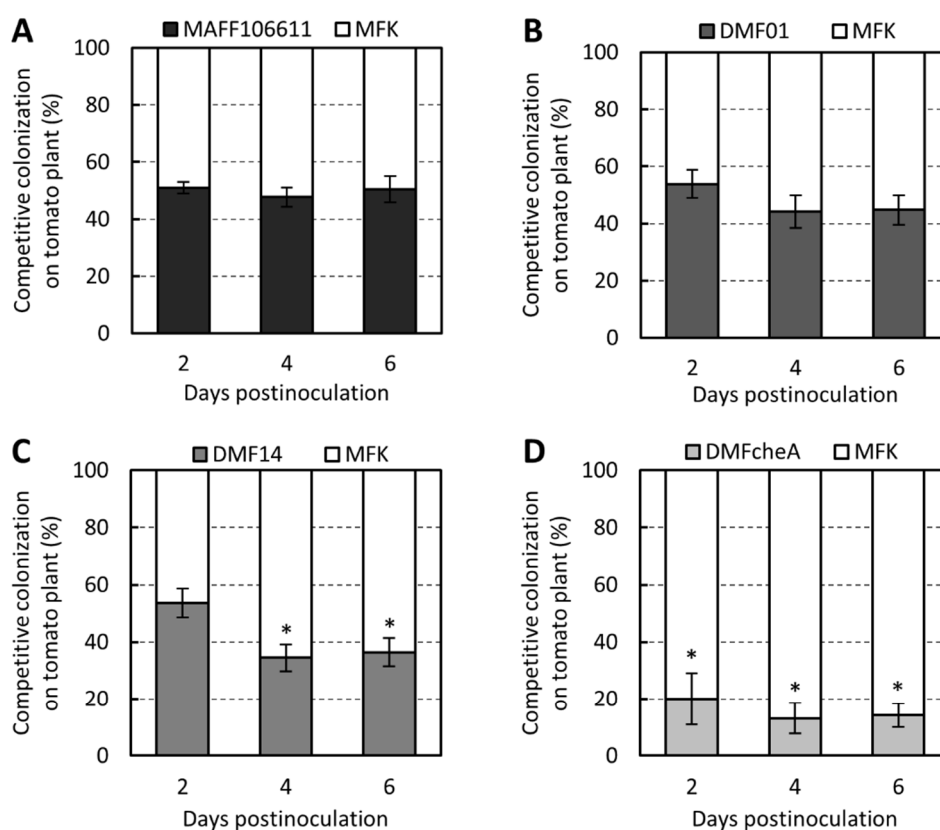 A
MAFF106611 MFK
Competitive colonization
on tomato plant (%)
100
80
60
40
20
0
2 4 6
Days postinoculation
B
DMF01 MFK
Competitive colonization
on tomato plant (%)
100
80
60
40
20
0
2 4 6
Days postinoculation
C
DMF14 MFK
Competitive colonization
on tomato plant (%)
100
80
60
40
20
0
* *
2 4 6
Days postinoculation
D
DMFcheA MFK
Competitive colonization
on tomato plant (%)
100
80
60
40
20
0
* * *
2 4 6
Days postinoculation